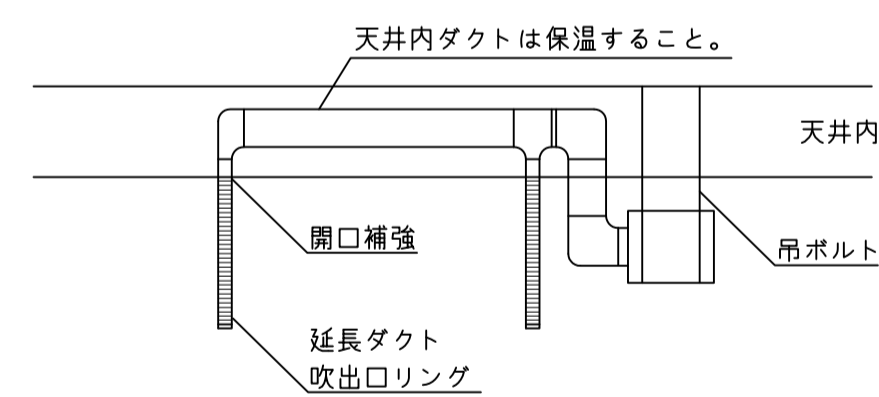 天井内ダクトは保温すること。
天井内
開口補強
吊ボルト
延長ダクト
吹出口リング